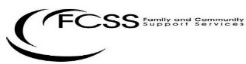 FCSS Family and Community
Support Services